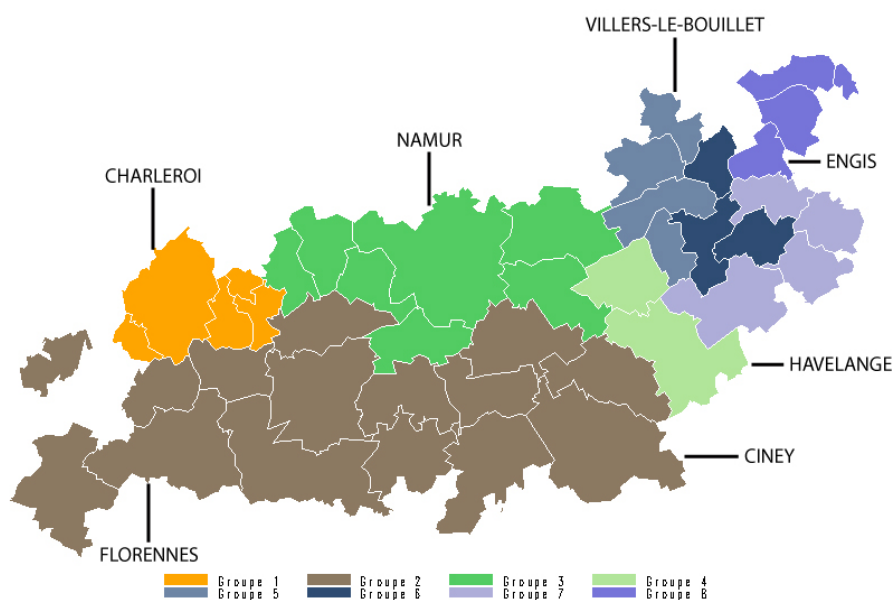 VILLERS-LE-BOUILLET
NAMUR
ENGIS
CHARLEROI
HAVELANGE
CINEY
FLORENNES
Groupe 1 Groupe 2 Groupe 3 Groupe 4
Groupe 5 Groupe 6 Groupe 7 Groupe 8